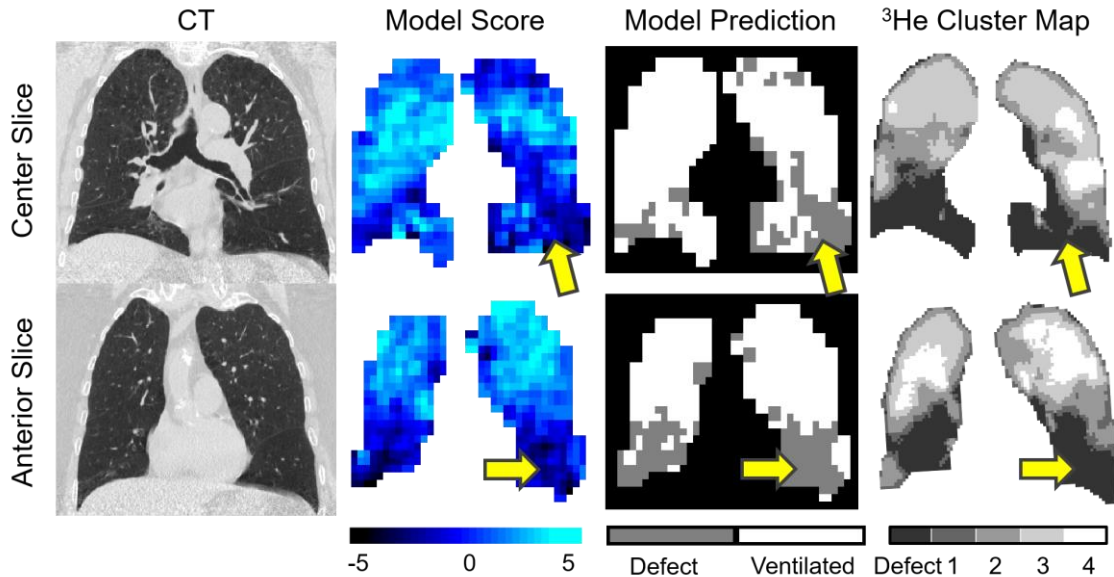 CT
Model Score
Model Prediction
³He Cluster Map
Center Slice
Anterior Slice
-5 0 5
Defect Ventilated
Defect 1 2 3 4